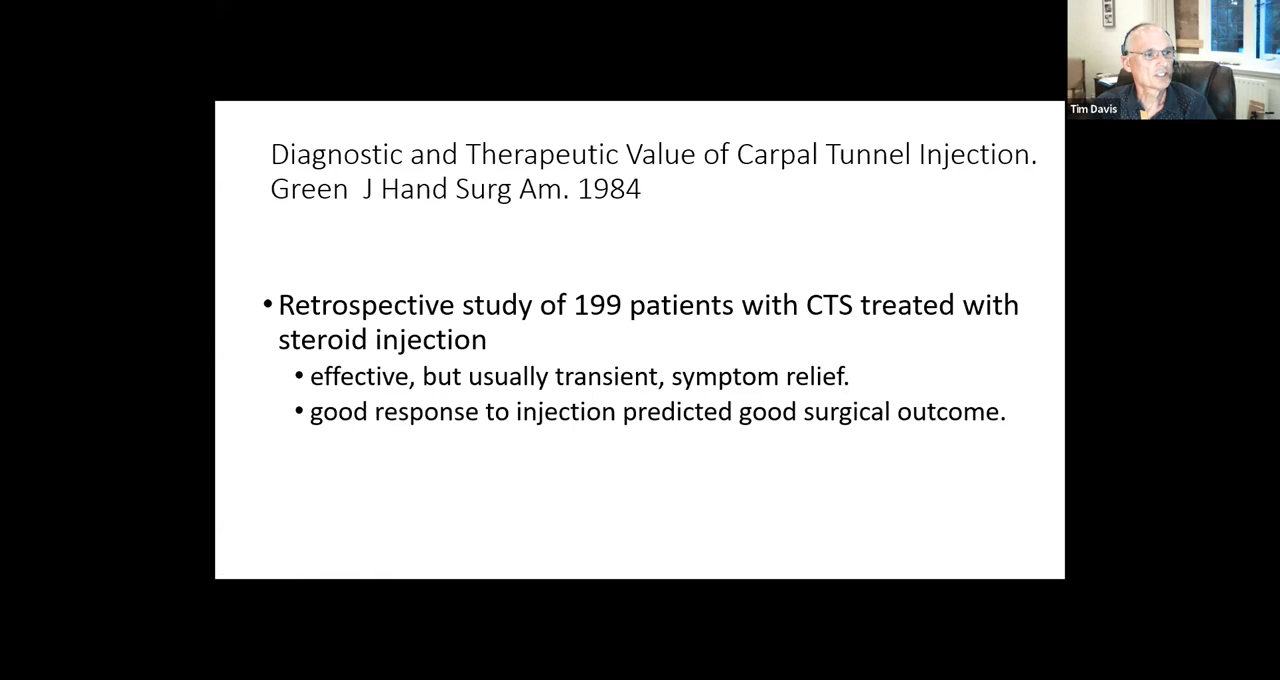 Diagnostic and Therapeutic Value of Carpal Tunnel Injection.
Green J Hand Surg Am. 1984
• Retrospective study of 199 patients with CTS treated with
steroid injection
• effective, but usually transient, symptom relief.
• good response to injection predicted good surgical outcome.
Tim Davis